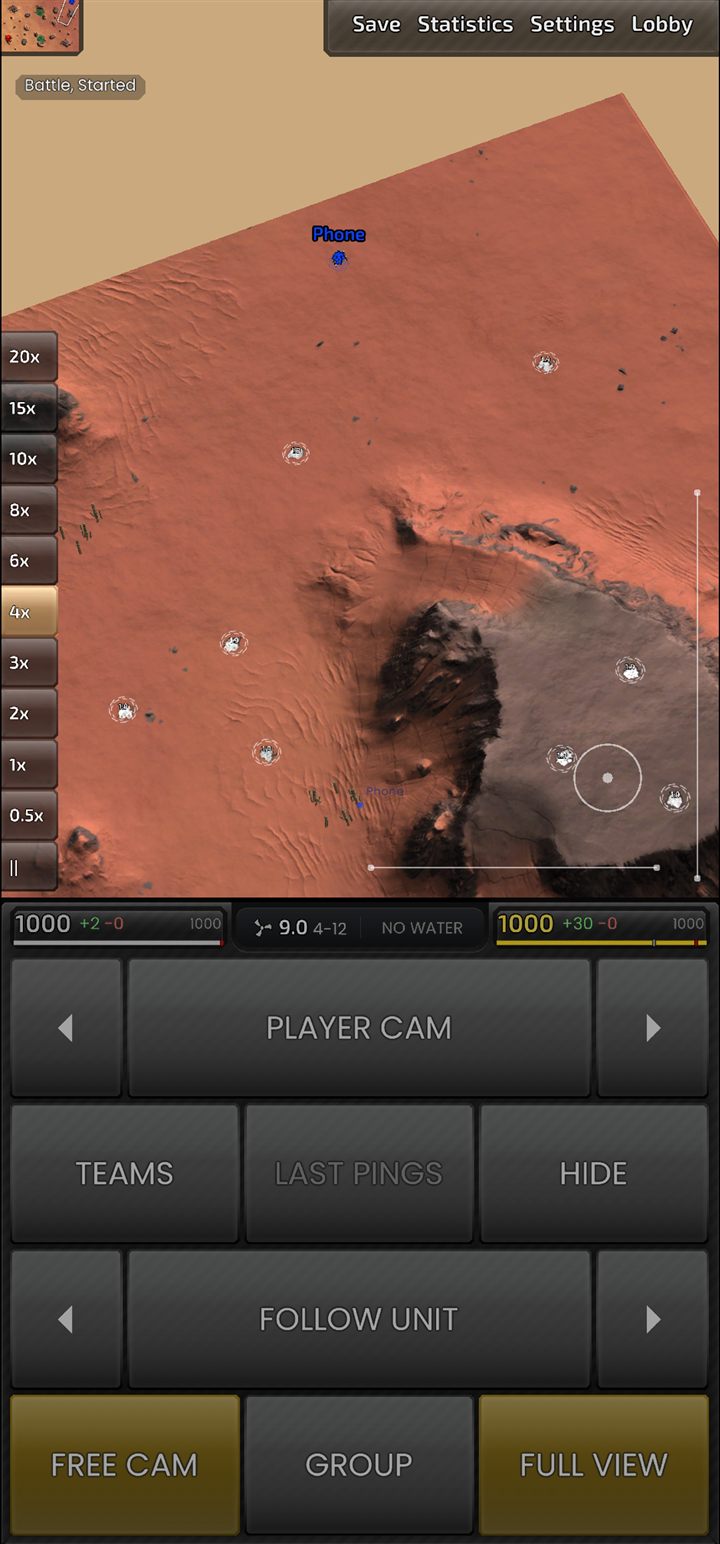 Save Statistics Settings Lobby
Battle, Started
Phone
20x
15x
10x
8x
6x
4x
3x
2x
1x
0.5x
Phone
1000 +2 -0 1000
9.0 4-12 NO WATER
1000 +30 -0 1000
PLAYER CAM
TEAMS
LAST PINGS
HIDE
FOLLOW UNIT
FREE CAM
GROUP
FULL VIEW